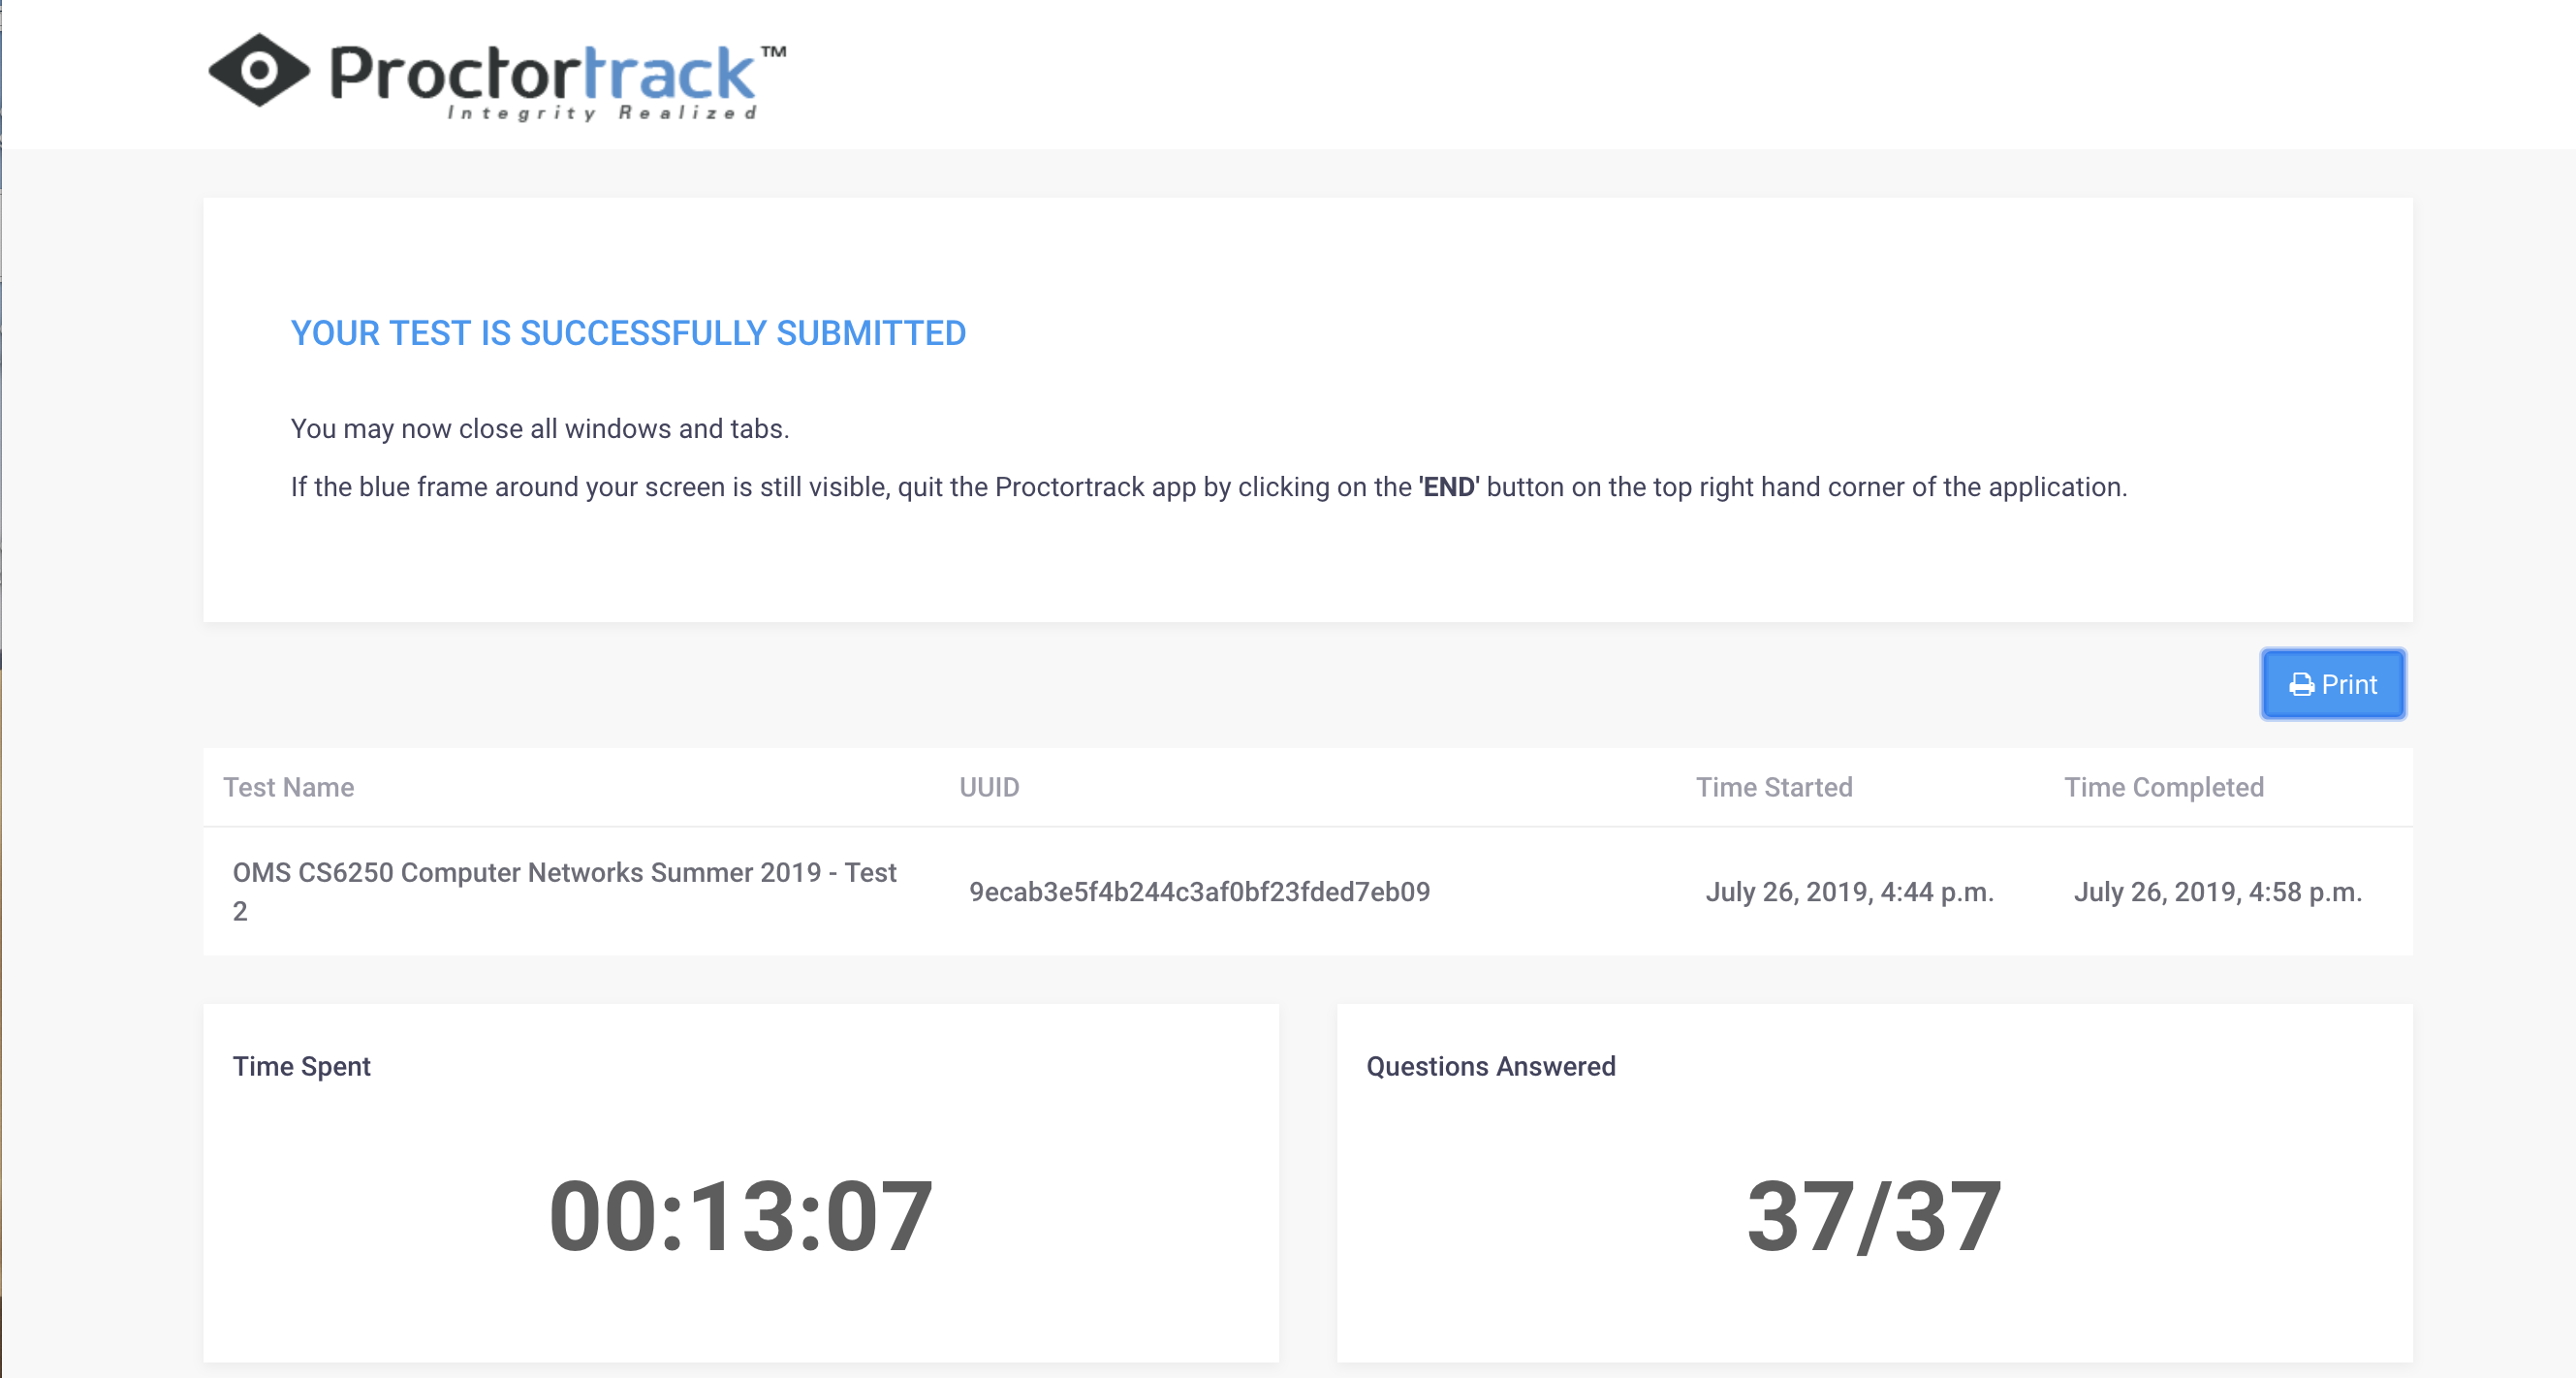 Proctortrack™
Integrity Realized
YOUR TEST IS SUCCESSFULLY SUBMITTED
You may now close all windows and tabs.
If the blue frame around your screen is still visible, quit the Proctortrack app by clicking on the 'END' button on the top right hand corner of the application.
Print
Test Name UUID Time Started Time Completed
OMS CS6250 Computer Networks Summer 2019 - Test
2
9ecab3e5f4b244c3af0bf23fded7eb09 July 26, 2019, 4:44 p.m. July 26, 2019, 4:58 p.m.
Time Spent
00:13:07
Questions Answered
37/37